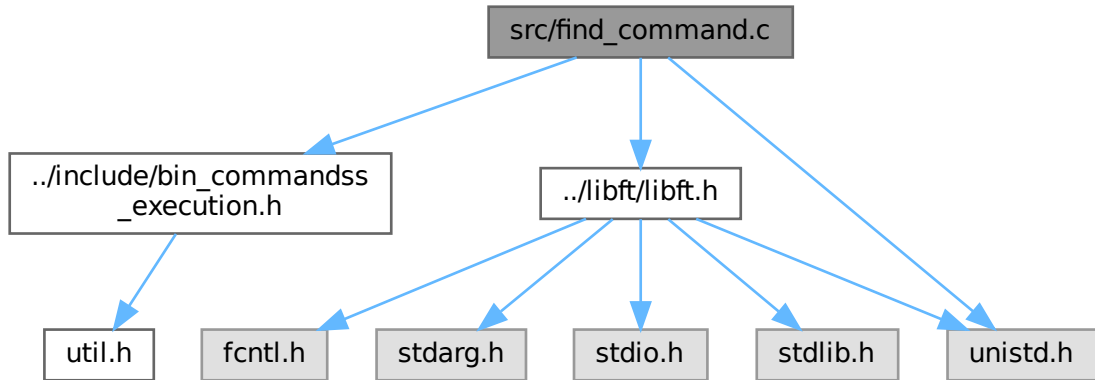 src/find_command.c
../include/bin_commandss
_execution.h
../libft/libft.h
util.h
fcntl.h
stdarg.h
stdio.h
stdlib.h
unistd.h